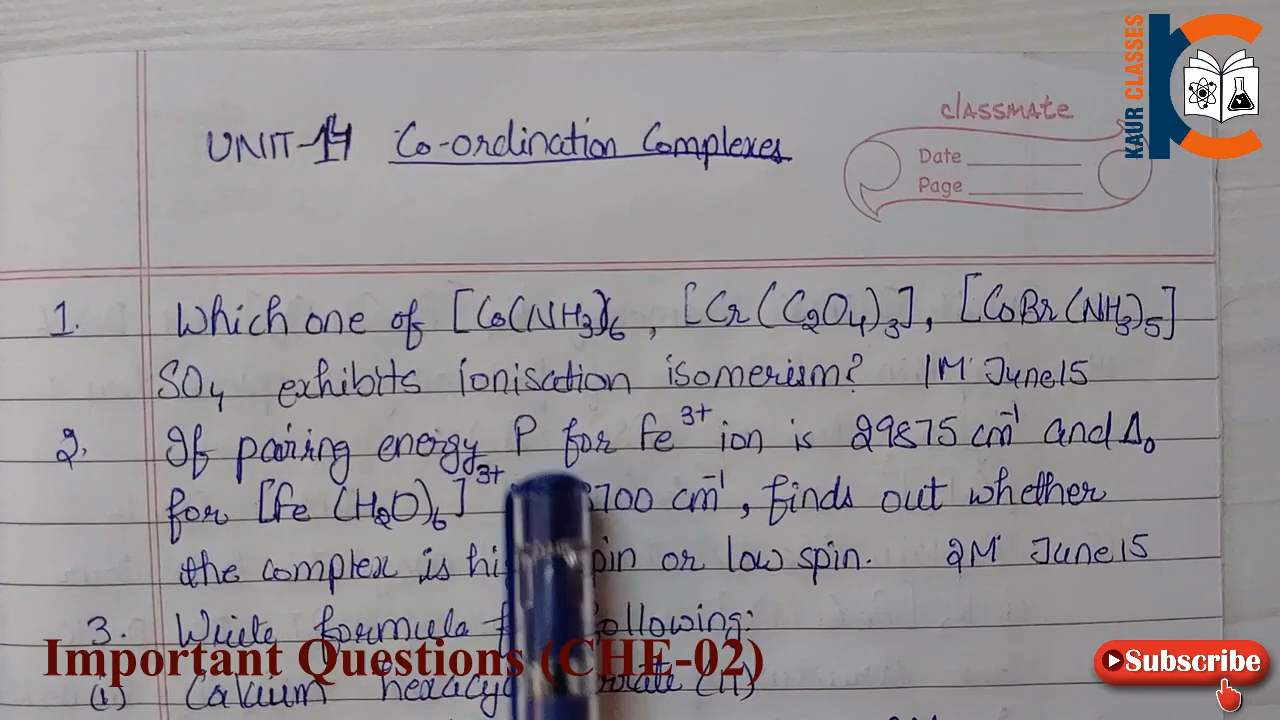 KAUR CLASSES
classmate
Date
Page
UNIT-14 Co-ordination Complexes
1. Which one of [Co(NH3)6, [Cr(C2O4)3], [CoBr(NH3)5]
SO4 exhibits ionisation isomerism? 1M June15
2. If pairing energy P for Fe3+ ion is 29875 cm-1 and Δo
for [Fe (H2O)6]3+ 700 cm-1, finds out whether
the complex is or low spin. 2M June15
3. Write formula following:
Important Questions (CHE-02)
(i)
Subscribe